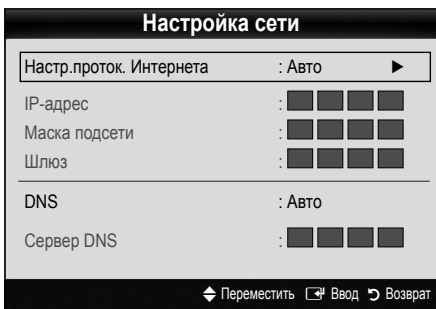 Настройка сети
Настр.проток. Интернета : Авто ►
IP-адрес :
Маска подсети :
Шлюз :
DNS : Авто
Сервер DNS :
Переместить Ввод Возврат